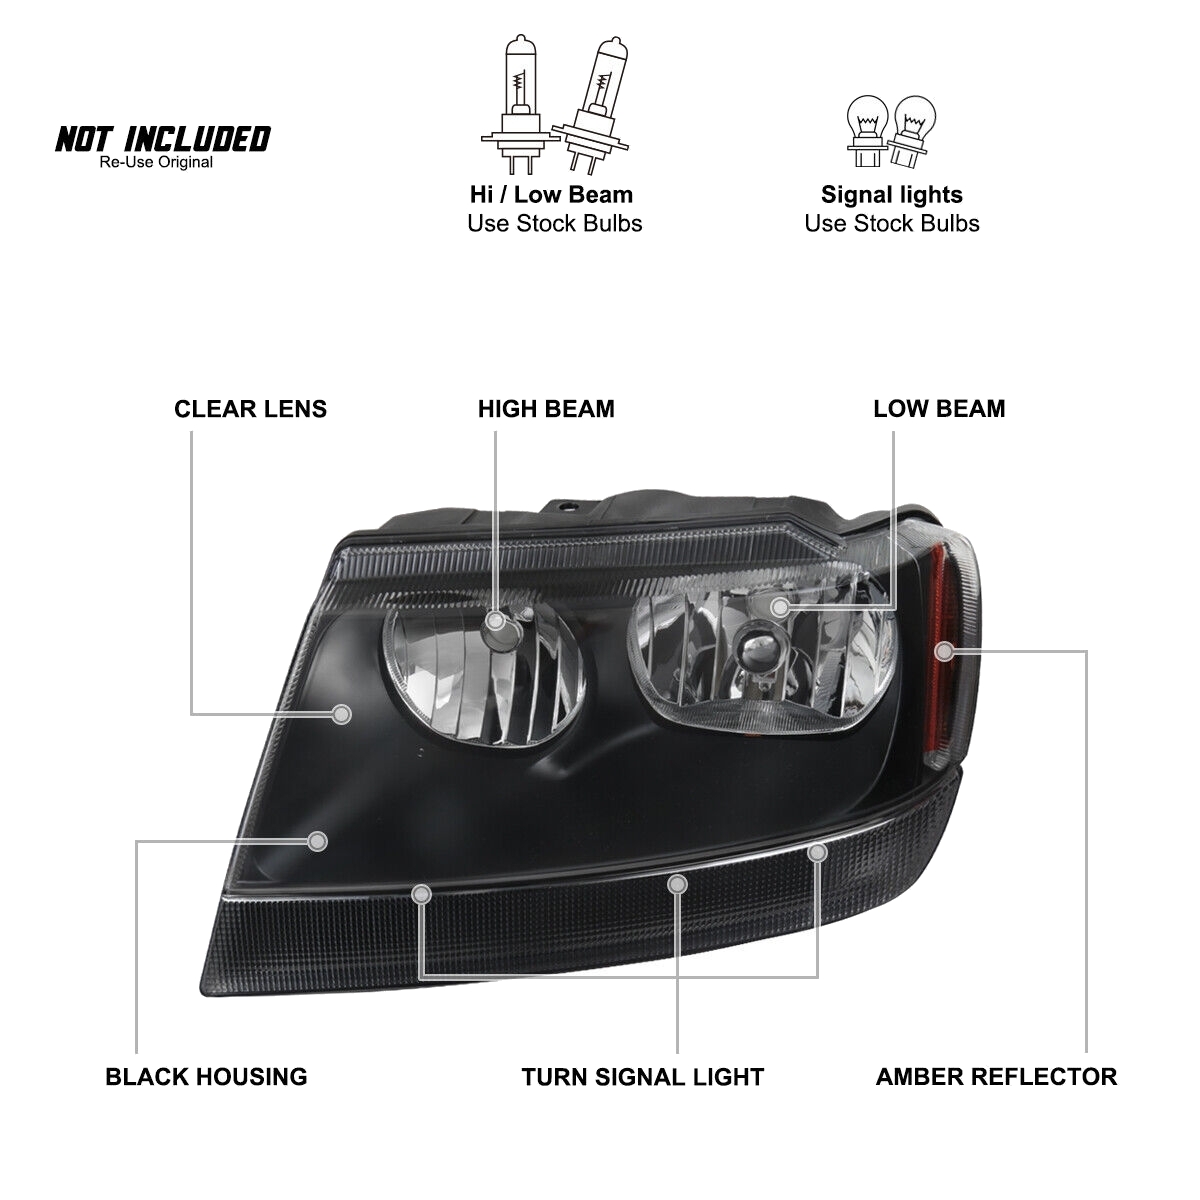 NOT INCLUDED
Re-Use Original
Hi / Low Beam
Use Stock Bulbs
Signal lights
Use Stock Bulbs
CLEAR LENS
HIGH BEAM
LOW BEAM
BLACK HOUSING
TURN SIGNAL LIGHT
AMBER REFLECTOR